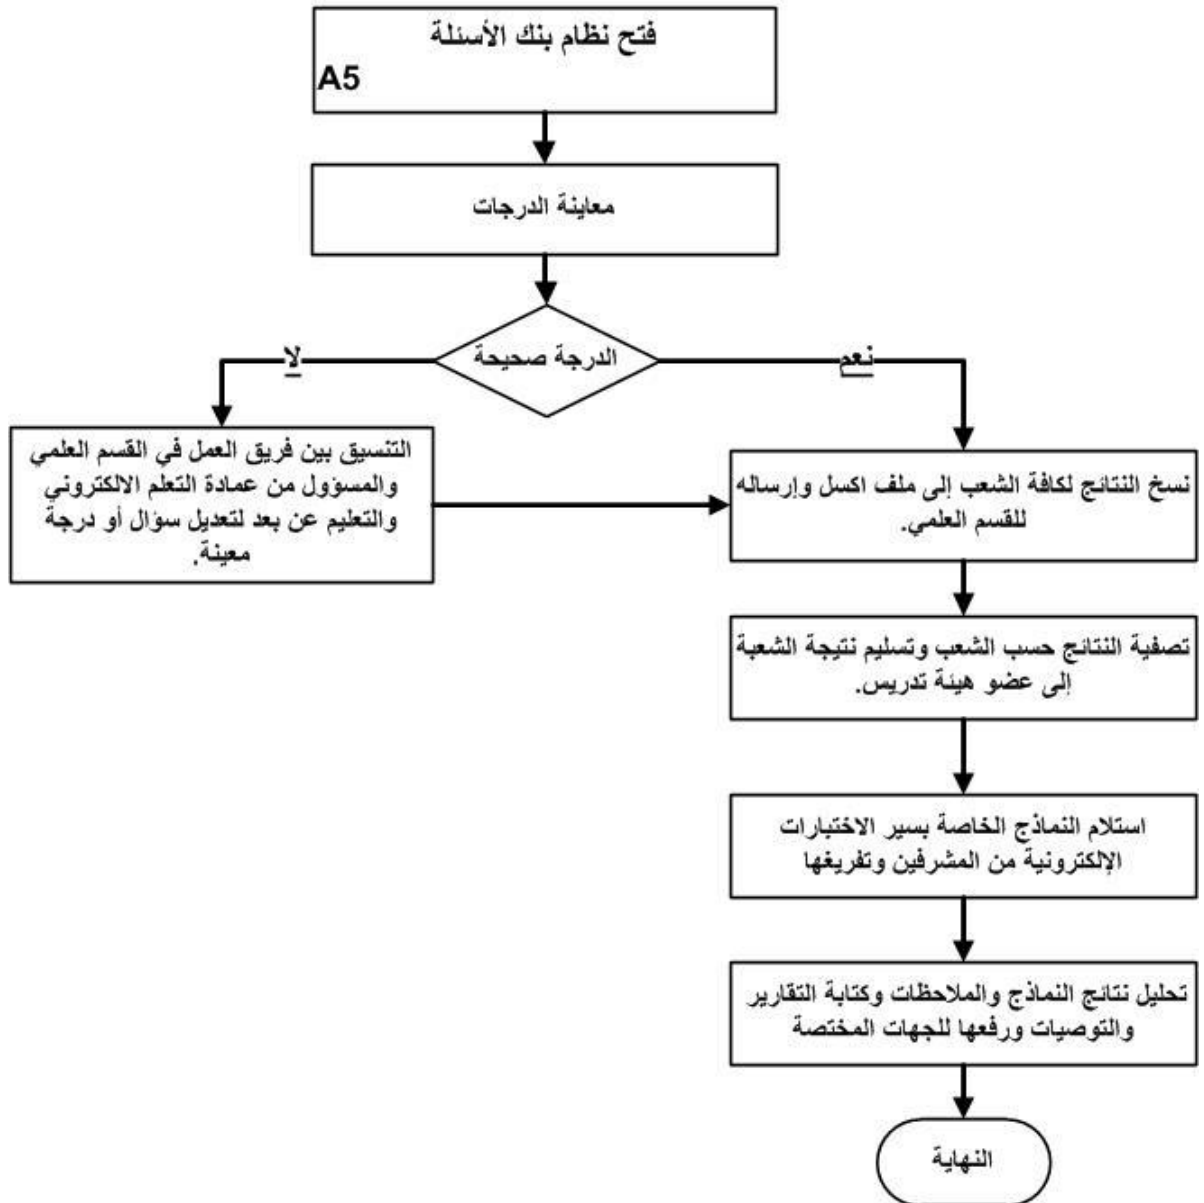 فتح نظام بنك الأسئلة
A5
معاينة الدرجات
الدرجة صحيحة
نعم
لا
التنسيق بين فريق العمل في القسم العلمي
والمسؤول من عمادة التعلم الالكتروني
والتعليم عن بعد لتعديل سؤال أو درجة
معينة.
نسخ النتائج لكافة الشعب إلى ملف اكسل وإرساله
للقسم العلمي.
تصفية النتائج حسب الشعب وتسليم نتيجة الشعبة
إلى عضو هيئة تدريس.
استلام النماذج الخاصة بسير الاختبارات
الإلكترونية من المشرفين وتفريغها
تحليل نتائج النماذج والملاحظات وكتابة التقارير
والتوصيات ورفعها للجهات المختصة
النهاية